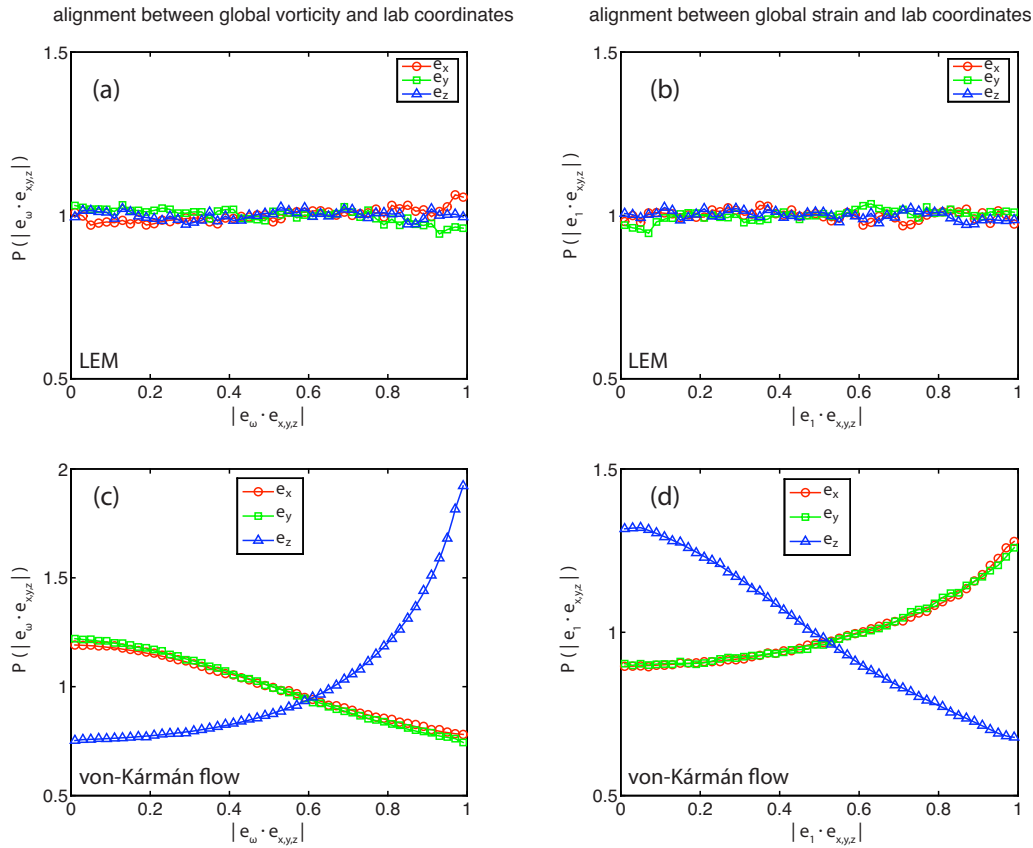 alignment between global vorticity and lab coordinates
alignment between global strain and lab coordinates
(a)
e_x
e_y
e_z
1.5
1
0.5
P ( | e_ω · e_x,y,z | )
LEM
0 0.2 0.4 0.6 0.8 1
| e_ω · e_x,y,z |
(b)
e_x
e_y
e_z
1.5
1
0.5
P ( | e_1 · e_x,y,z | )
LEM
0 0.2 0.4 0.6 0.8 1
| e_1 · e_x,y,z |
(c)
e_x
e_y
e_z
2
1.5
1
0.5
P ( | e_ω · e_x,y,z | )
von-Kármán flow
0 0.2 0.4 0.6 0.8 1
| e_ω · e_x,y,z |
(d)
e_x
e_y
e_z
1.5
1
0.5
P ( | e_1 · e_x,y,z | )
von-Kármán flow
0 0.2 0.4 0.6 0.8 1
| e_1 · e_x,y,z |